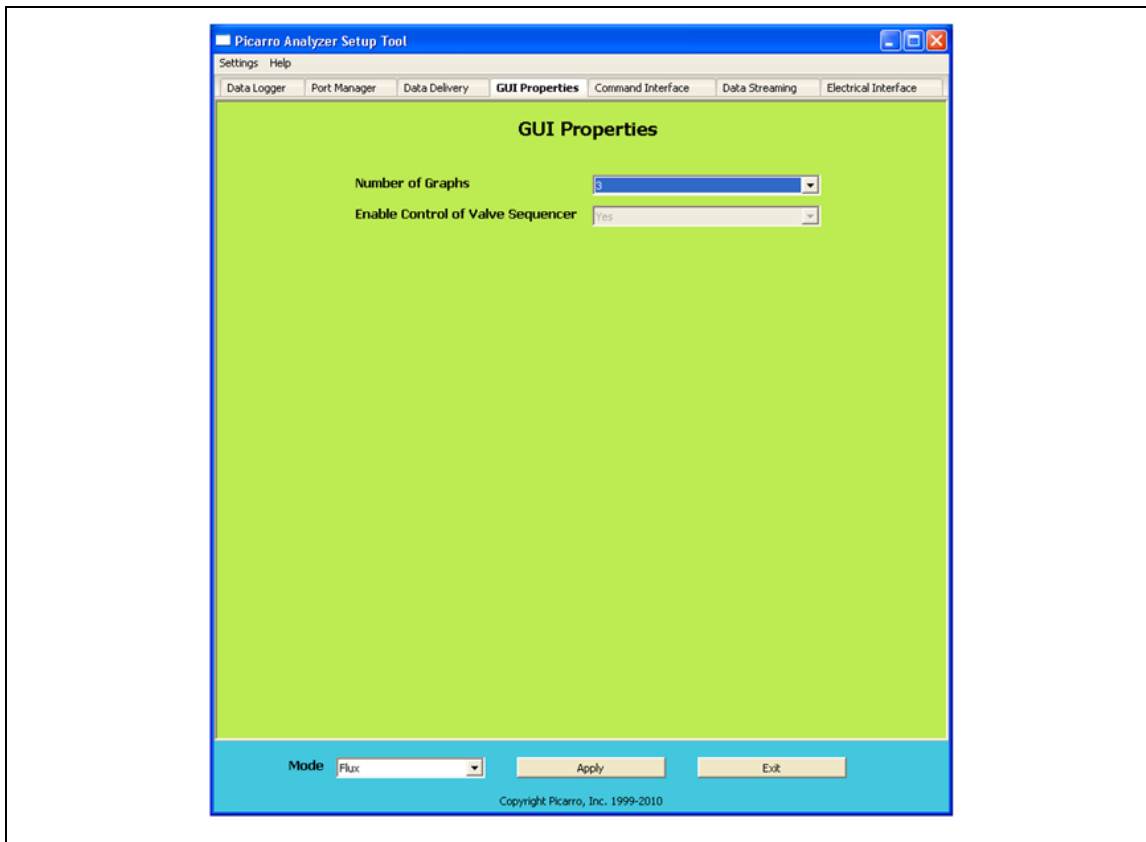 Picarro Analyzer Setup Tool
Settings Help
Data Logger Port Manager Data Delivery GUI Properties Command Interface Data Streaming Electrical Interface
GUI Properties
Number of Graphs 3
Enable Control of Valve Sequencer Yes
Mode Flux Apply Exit
Copyright Picarro, Inc. 1999-2010